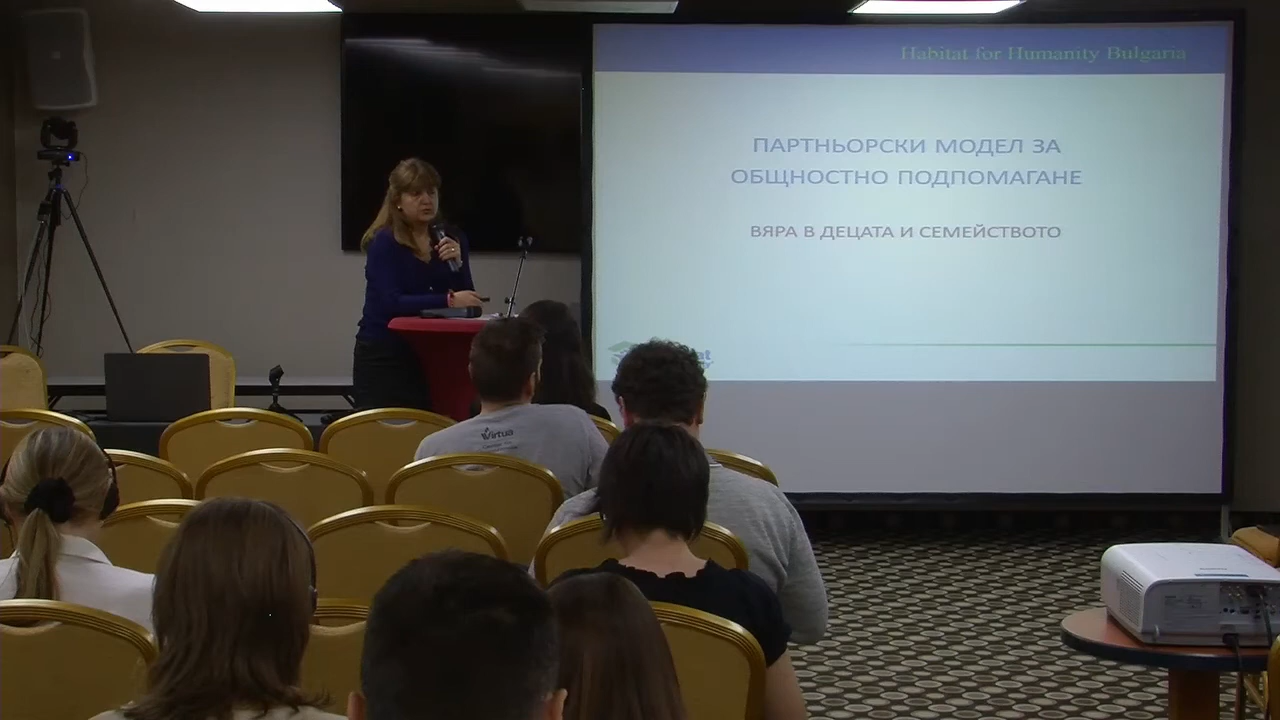 Habitat for Humanity Bulgaria
ПАРТНЬОРСКИ МОДЕЛ ЗА
ОБЩНОСТНО ПОДПОМАГАНЕ
ВЯРА В ДЕЦАТА И СЕМЕЙСТВОТО
Virtua